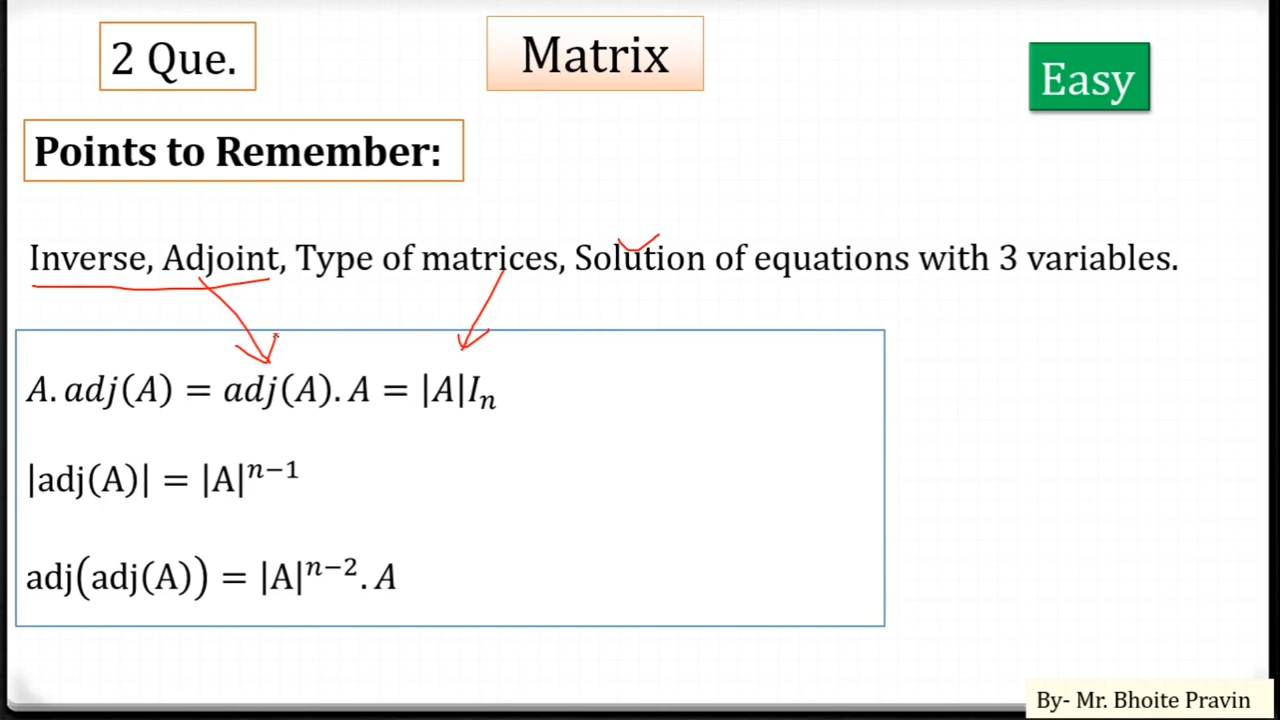 2 Que.
Matrix
Easy
Points to Remember:
Inverse, Adjoint, Type of matrices, Solution of equations with 3 variables.
A. adj(A) = adj(A). A = |A|Iₙ
|adj(A)| = |A|ⁿ⁻¹
adj(adj(A)) = |A|ⁿ⁻². A
By- Mr. Bhoite Pravin